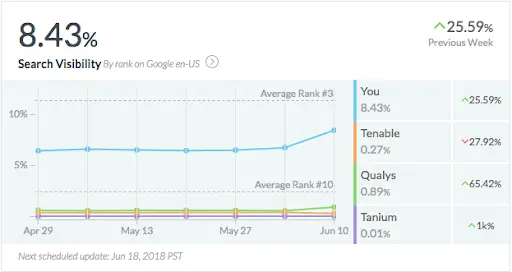 8.43%
25.59%
Previous Week
Search Visibility By rank on Google en-US
Average Rank #3
10%
5%
Average Rank #10
Apr 29 May 13 May 27 Jun 10
You
8.43% 25.59%
Tenable
0.27% 27.92%
Qualys
0.89% 65.42%
Tanium
0.01% 1k%
Next scheduled update: Jun 18, 2018 PST